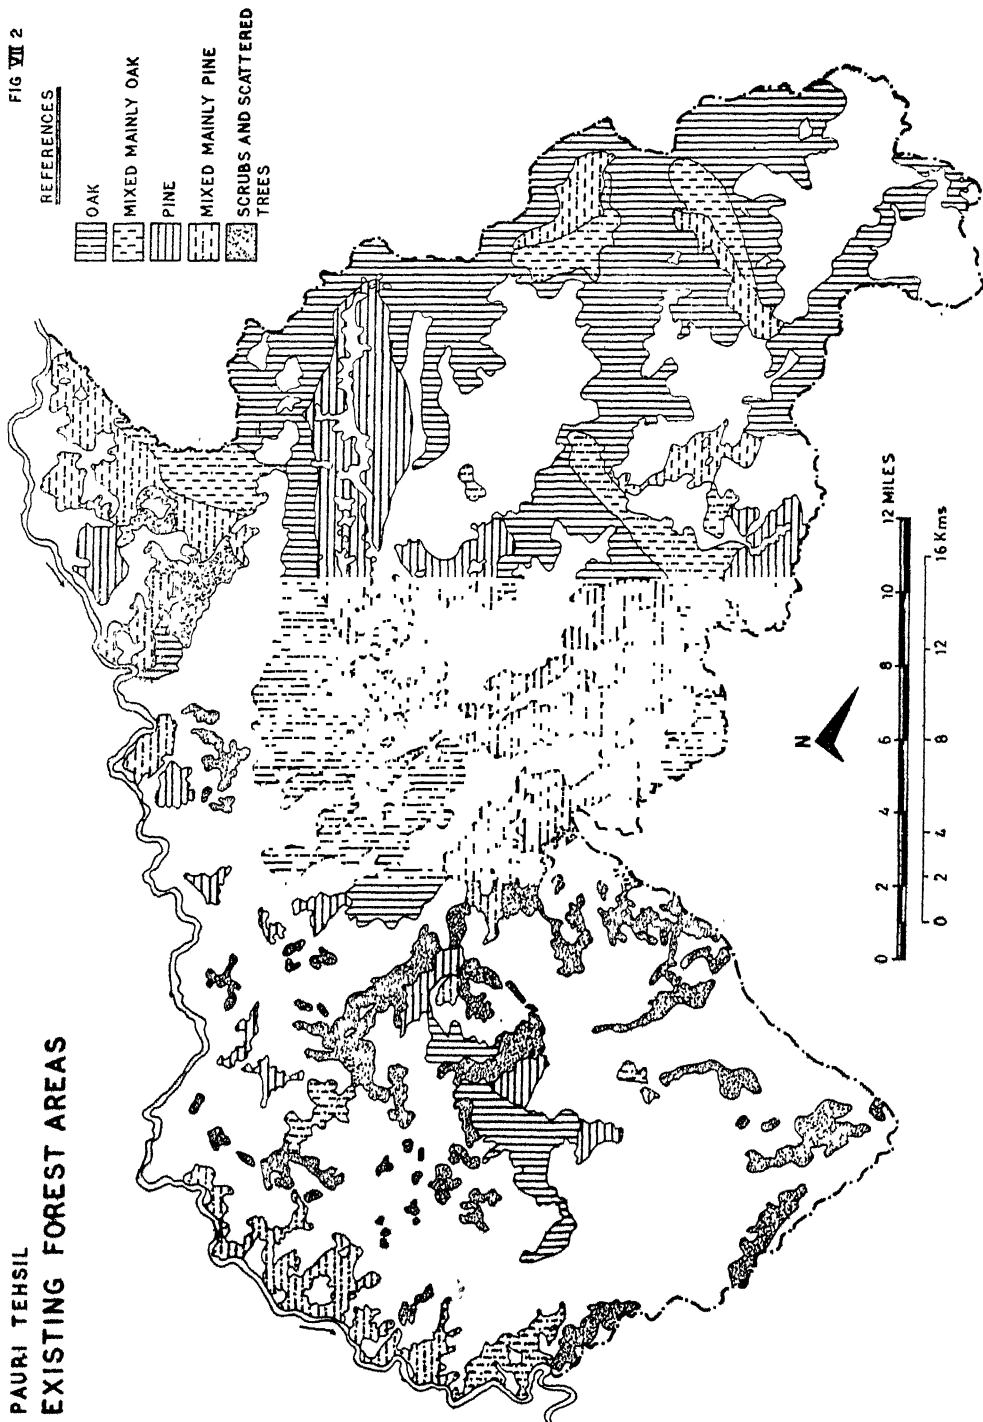 PAURI TEHSIL
EXISTING FOREST AREAS
FIG VII 2
REFERENCES
OAK
MIXED MAINLY OAK
PINE
MIXED MAINLY PINE
SCRUBS AND SCATTERED
TREES
N
0 2 4 6 8 10 12 MILES
0 2 4 8 12 16 Kms